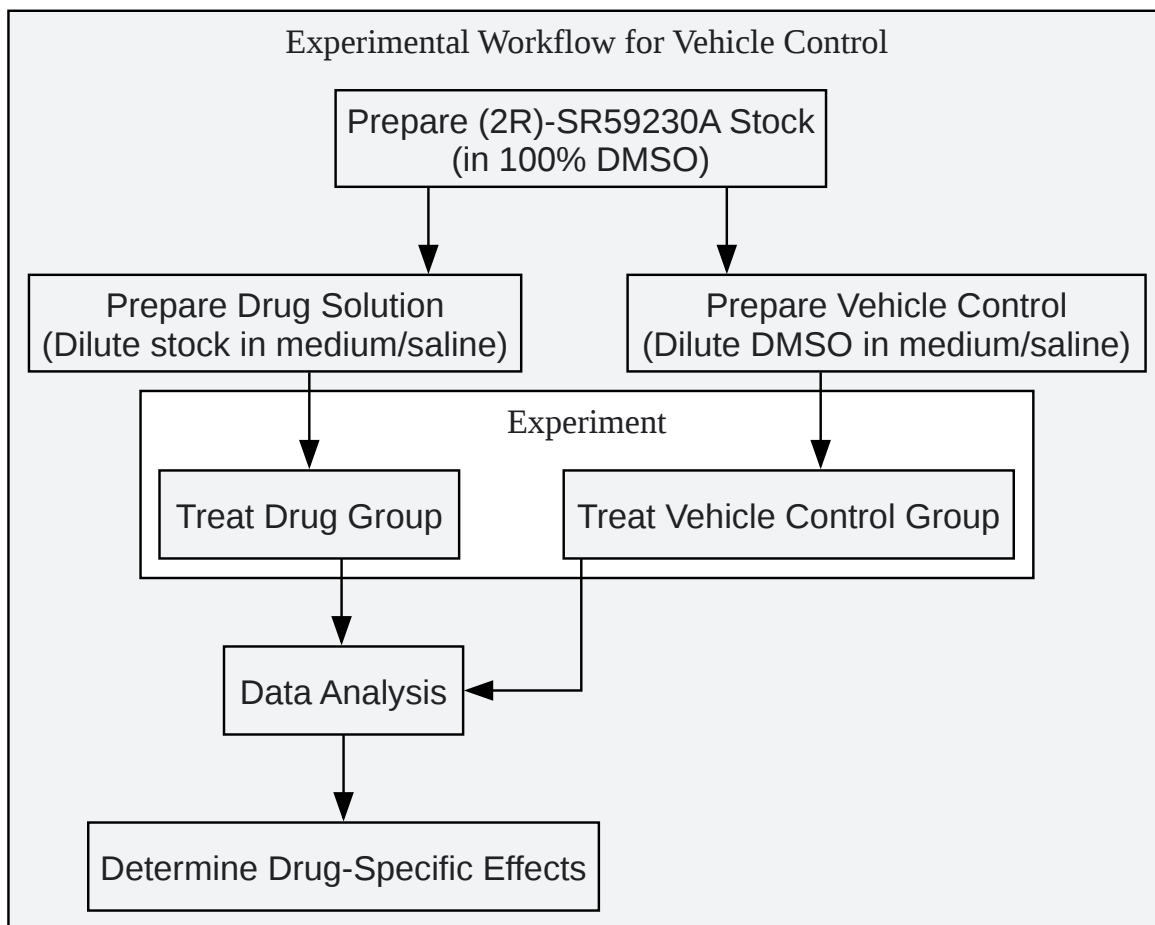 Experimental Workflow for Vehicle Control
Prepare (2R)-SR59230A Stock
(in 100% DMSO)
Prepare Drug Solution
(Dilute stock in medium/saline)
Prepare Vehicle Control
(Dilute DMSO in medium/saline)
Experiment
Treat Drug Group
Treat Vehicle Control Group
Data Analysis
Determine Drug-Specific Effects